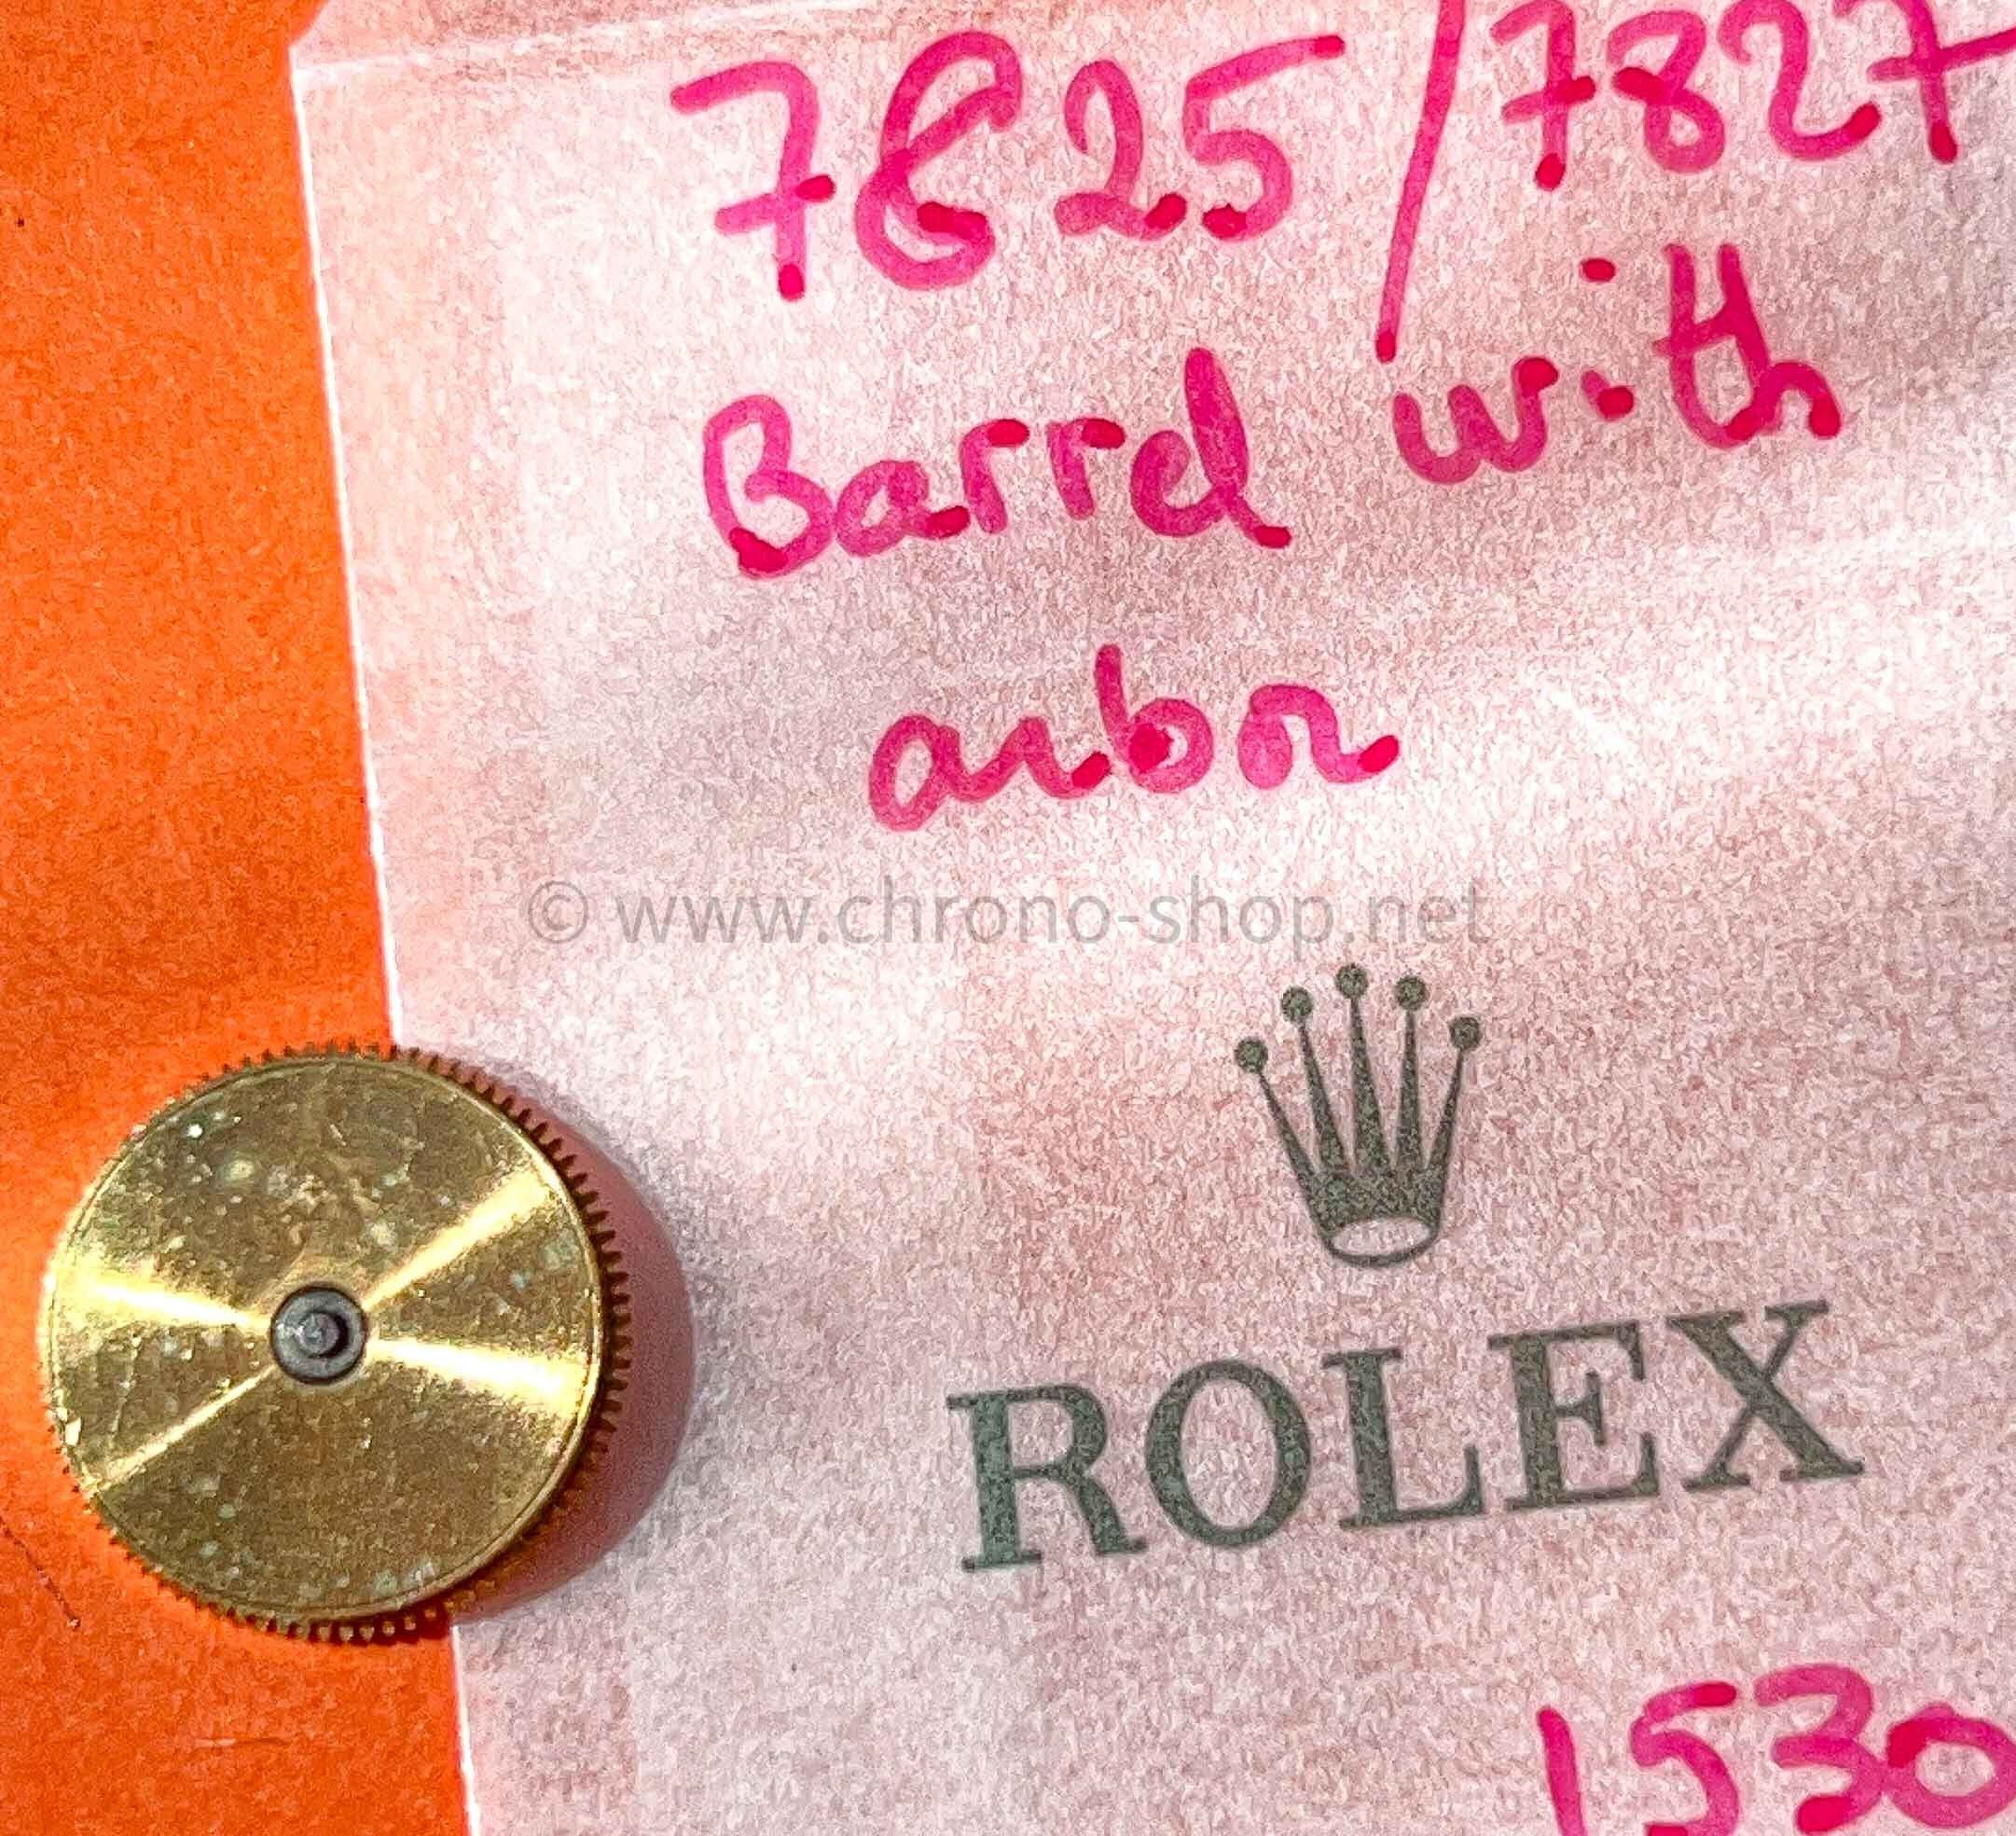 7825/7827
Barrel with
arbor
© www.chrono-shop.net
ROLEX
1530